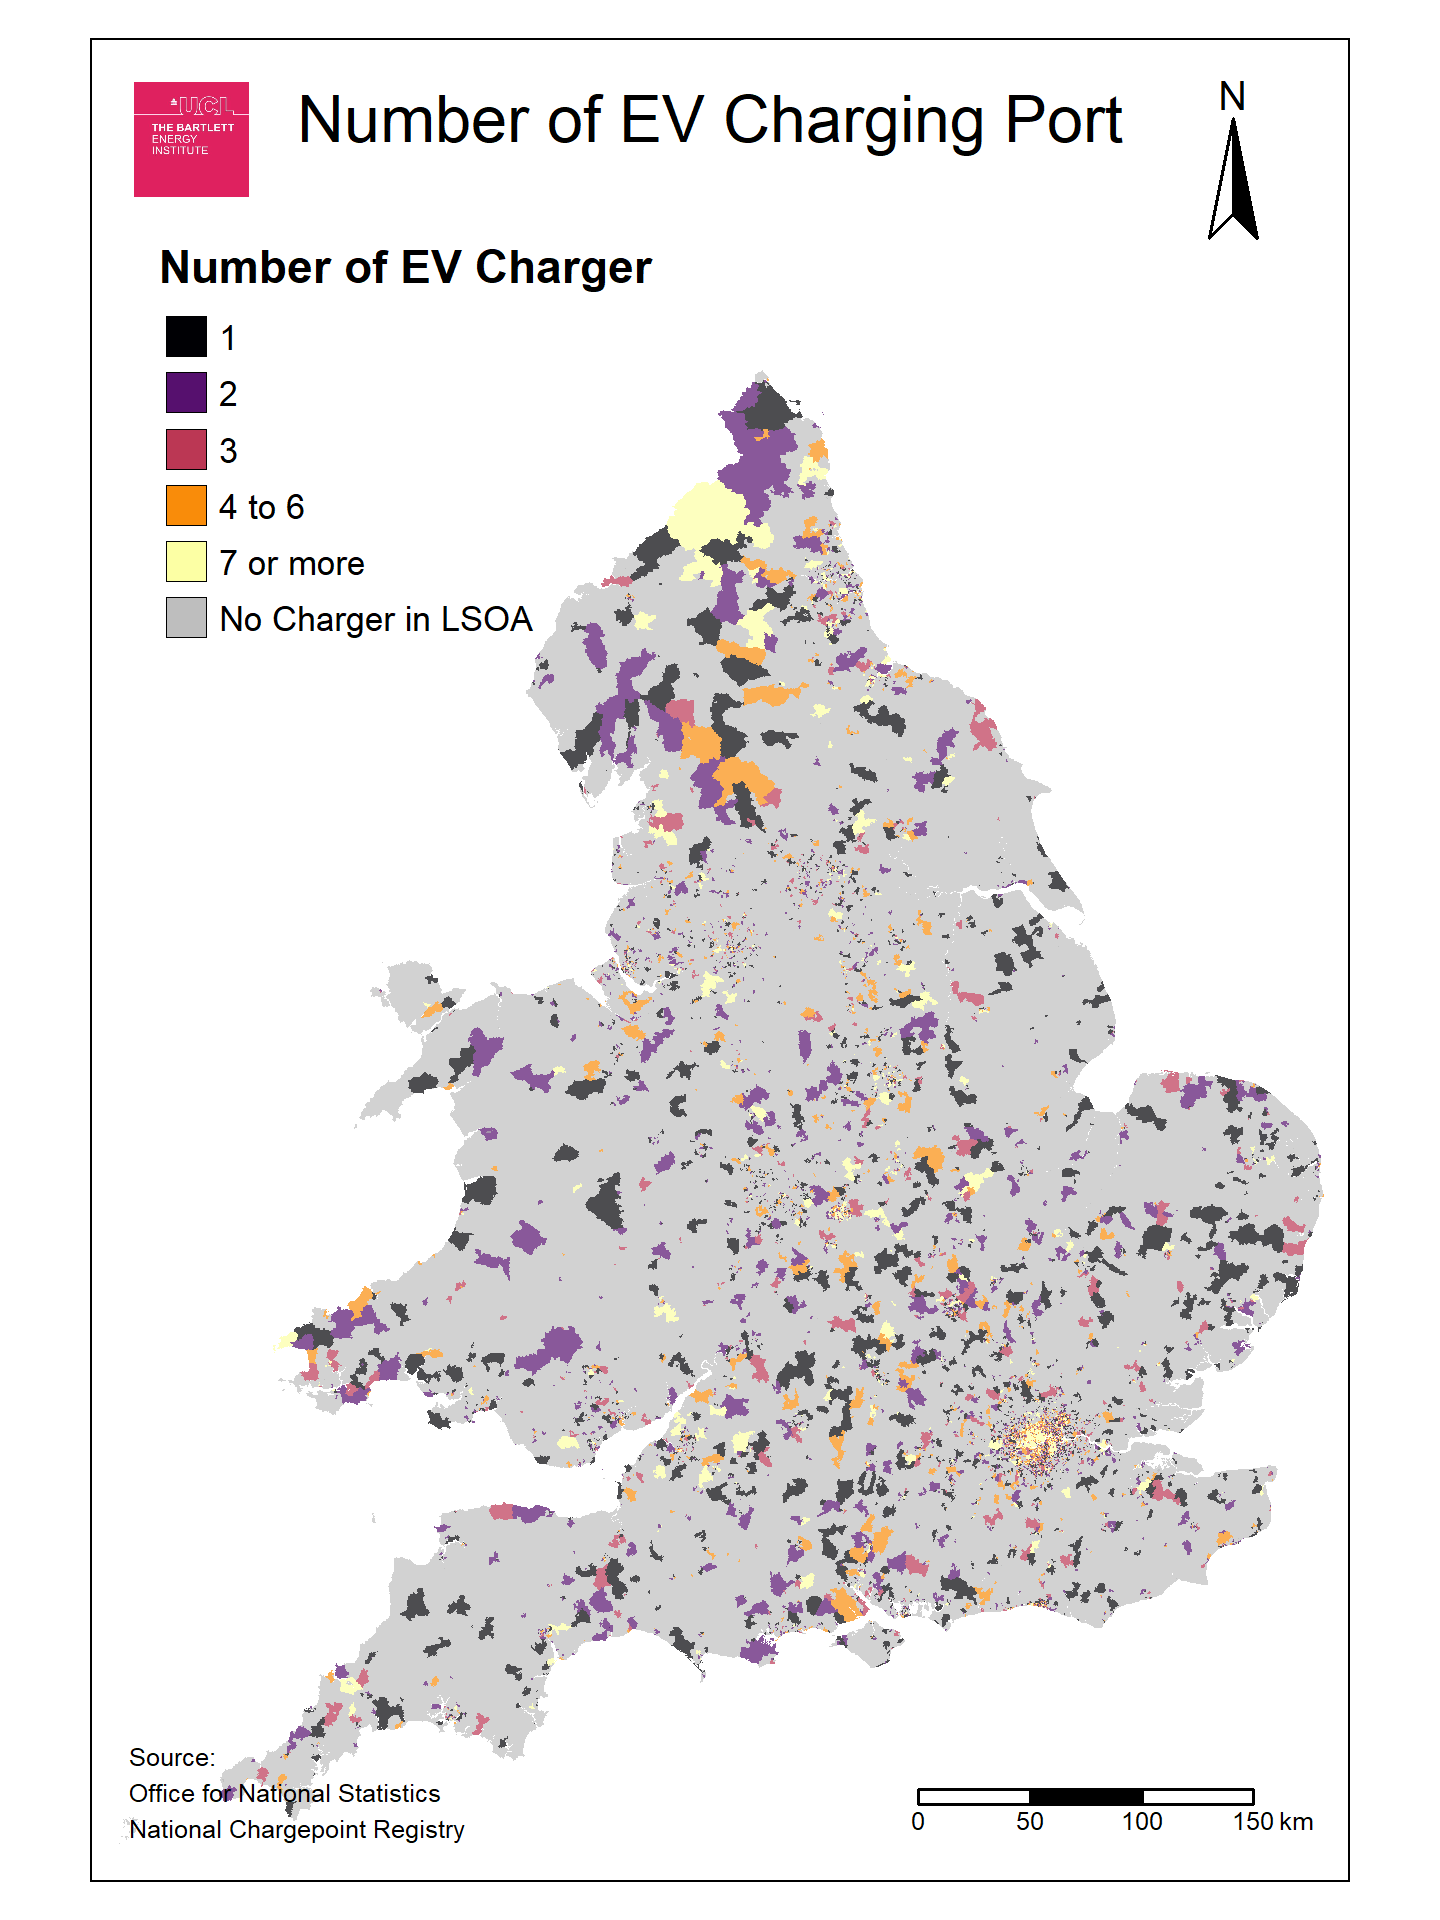 UCL
THE BARTLETT
ENERGY
INSTITUTE
Number of EV Charging Port
N
Number of EV Charger
1
2
3
4 to 6
7 or more
No Charger in LSOA
Source:
Office for National Statistics
National Chargepoint Registry
0 50 100 150 km